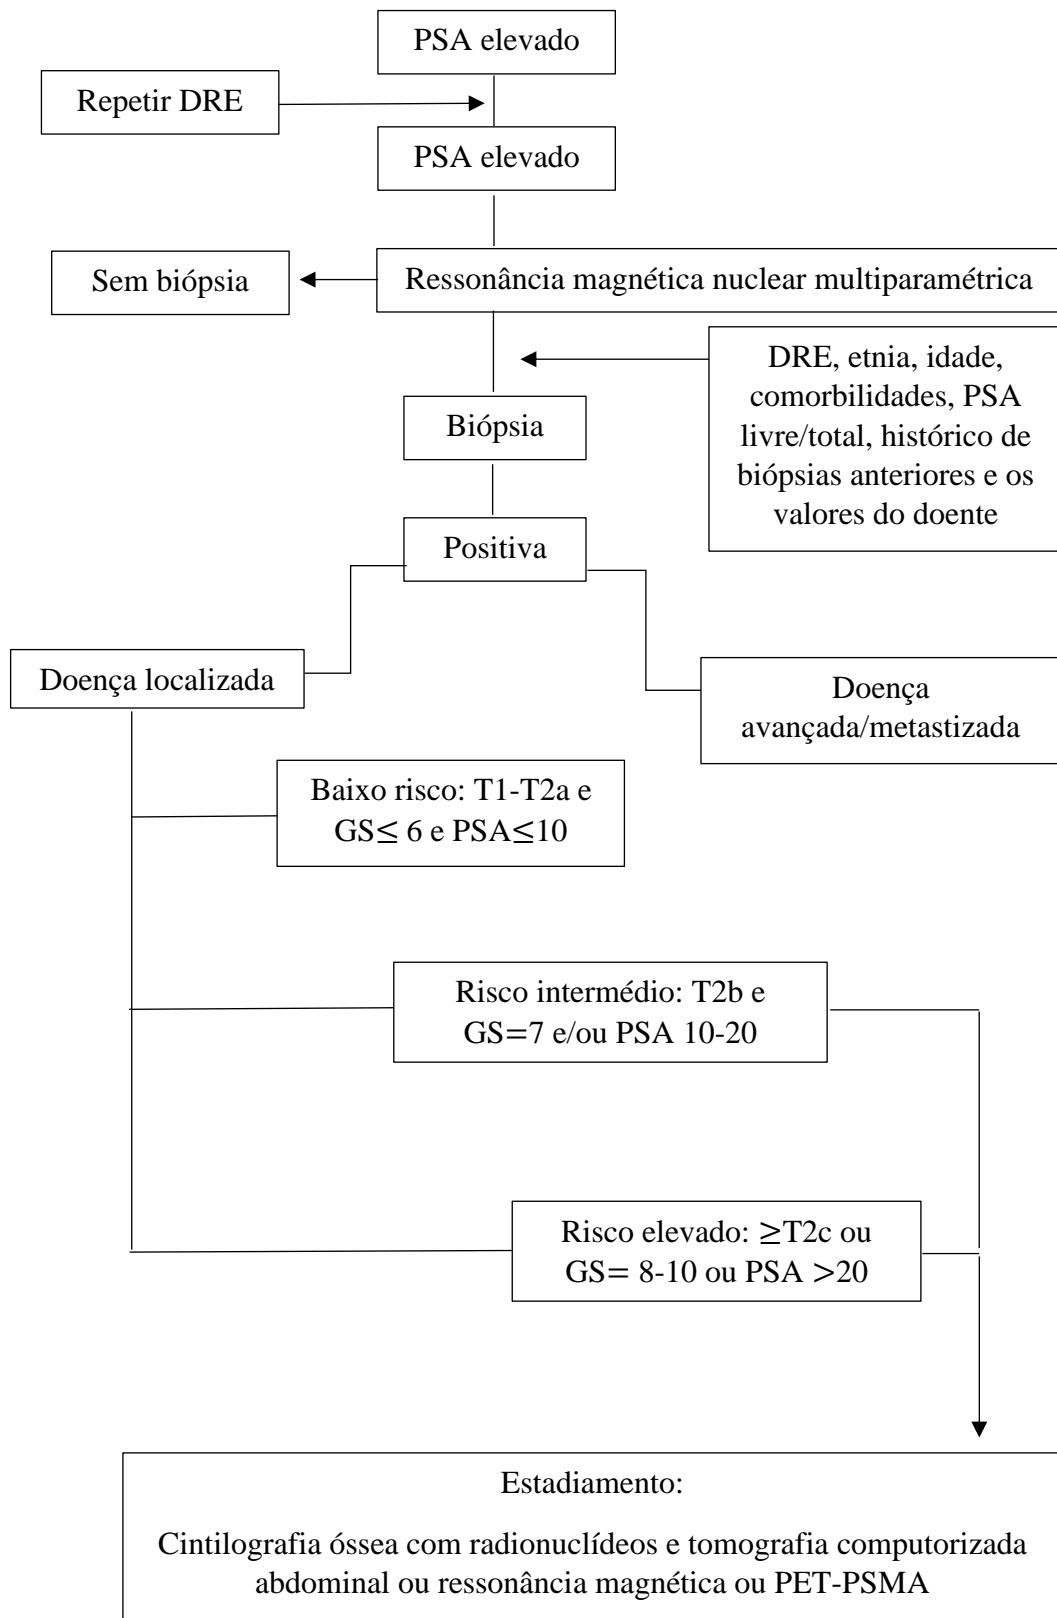 PSA elevado
Repetir DRE
PSA elevado
Sem biópsia
Ressonância magnética nuclear multiparamétrica
DRE, etnia, idade,
comorbilidades, PSA
livre/total, histórico de
biópsias anteriores e os
valores do doente
Biópsia
Positiva
Doença localizada
Doença
avançada/metastizada
Baixo risco: T1-T2a e
GS≤ 6 e PSA≤10
Risco intermédio: T2b e
GS=7 e/ou PSA 10-20
Risco elevado: ≥T2c ou
GS= 8-10 ou PSA >20
Estadiamento:
Cintilografia óssea com radionuclídeos e tomografia computorizada
abdominal ou ressonância magnética ou PET-PSMA